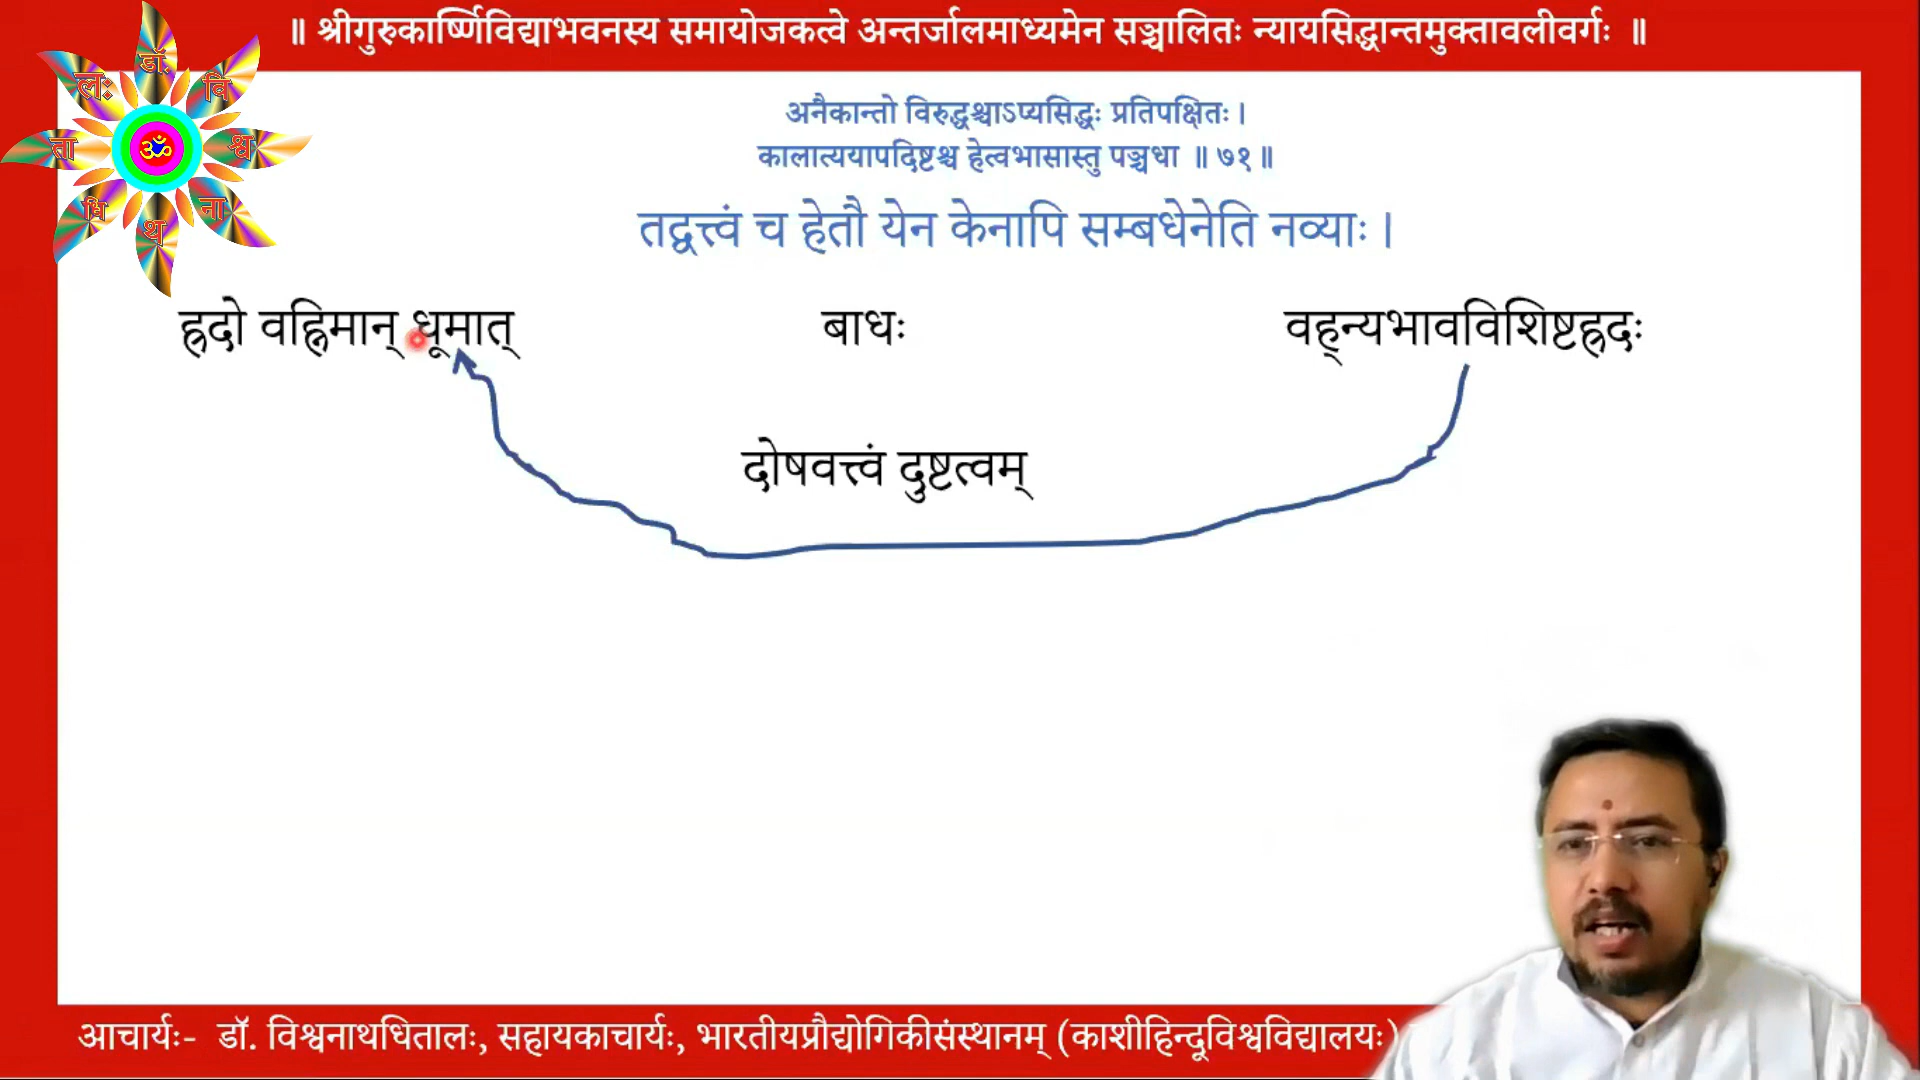 ॥ श्रीगुरुकार्ष्णिविद्याभवनस्य समायोजकत्वे अन्तर्जालमाध्यमेन सञ्चालितः न्यायसिद्धान्तमुक्तावलीवर्गः ॥
डॉ. वि श्व ना थ धि ता लः
ॐ
अनैकान्तो विरुद्धश्चाऽप्यसिद्धः प्रतिपक्षितः ।
कालात्ययापदिष्टश्च हेत्वभासास्तु पञ्चधा ॥ ७१॥
तद्वत्त्वं च हेतौ येन केनापि सम्बधेनेति नव्याः ।
ह्रदो वह्निमान् धूमात् बाधः वह्न्यभावविशिष्टह्रदः
दोषवत्त्वं दुष्टत्वम्
आचार्यः- डॉ. विश्वनाथधितालः, सहायकाचार्यः, भारतीयप्रौद्योगिकीसंस्थानम् (काशीहिन्दूविश्वविद्यालयः)